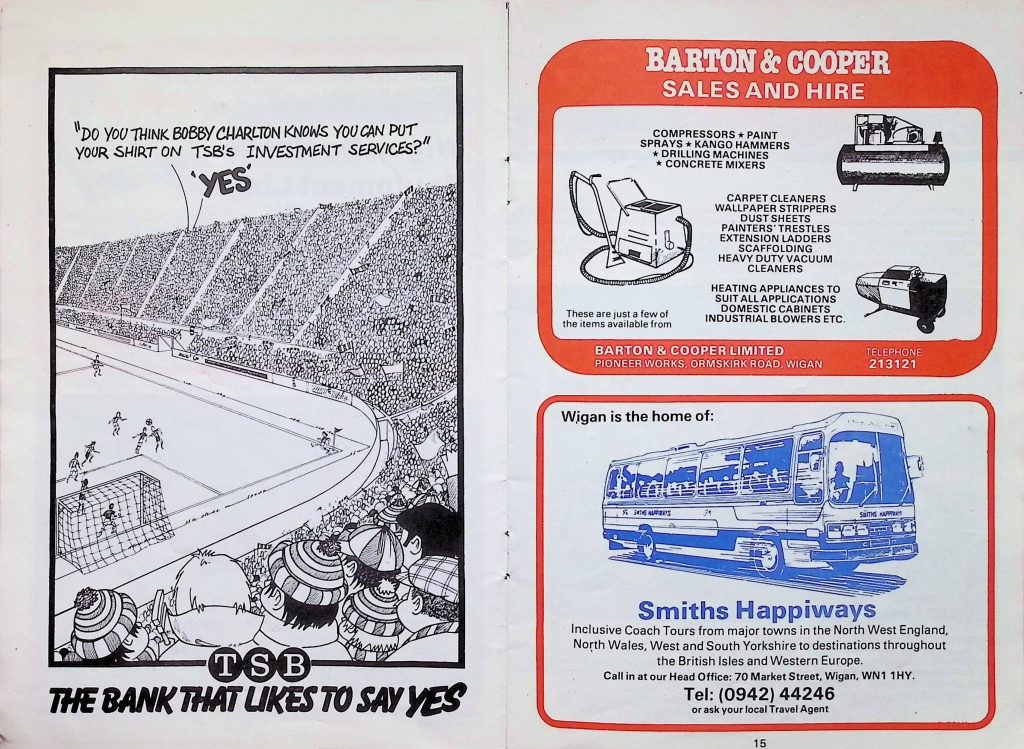 "DO YOU THINK BOBBY CHARLTON KNOWS YOU CAN PUT
YOUR SHIRT ON TSB's INVESTMENT SERVICES?"
'YES'
TSB
THE BANK THAT LIKES TO SAY YES
BARTON & COOPER
SALES AND HIRE
COMPRESSORS ★ PAINT
SPRAYS ★ KANGO HAMMERS
★ DRILLING MACHINES
★ CONCRETE MIXERS
CARPET CLEANERS
WALLPAPER STRIPPERS
DUST SHEETS
PAINTERS' TRESTLES
EXTENSION LADDERS
SCAFFOLDING
HEAVY DUTY VACUUM
CLEANERS
HEATING APPLIANCES TO
SUIT ALL APPLICATIONS
DOMESTIC CABINETS
INDUSTRIAL BLOWERS ETC.
These are just a few of
the items available from
BARTON & COOPER LIMITED
PIONEER WORKS, ORMSKIRK ROAD, WIGAN
TELEPHONE
213121
Wigan is the home of:
SMITHS HAPPIWAYS
SMITHS HAPPIWAYS
Smiths Happiways
Inclusive Coach Tours from major towns in the North West England,
North Wales, West and South Yorkshire to destinations throughout
the British Isles and Western Europe.
Call in at our Head Office: 70 Market Street, Wigan, WN1 1HY.
Tel: (0942) 44246
or ask your local Travel Agent
15